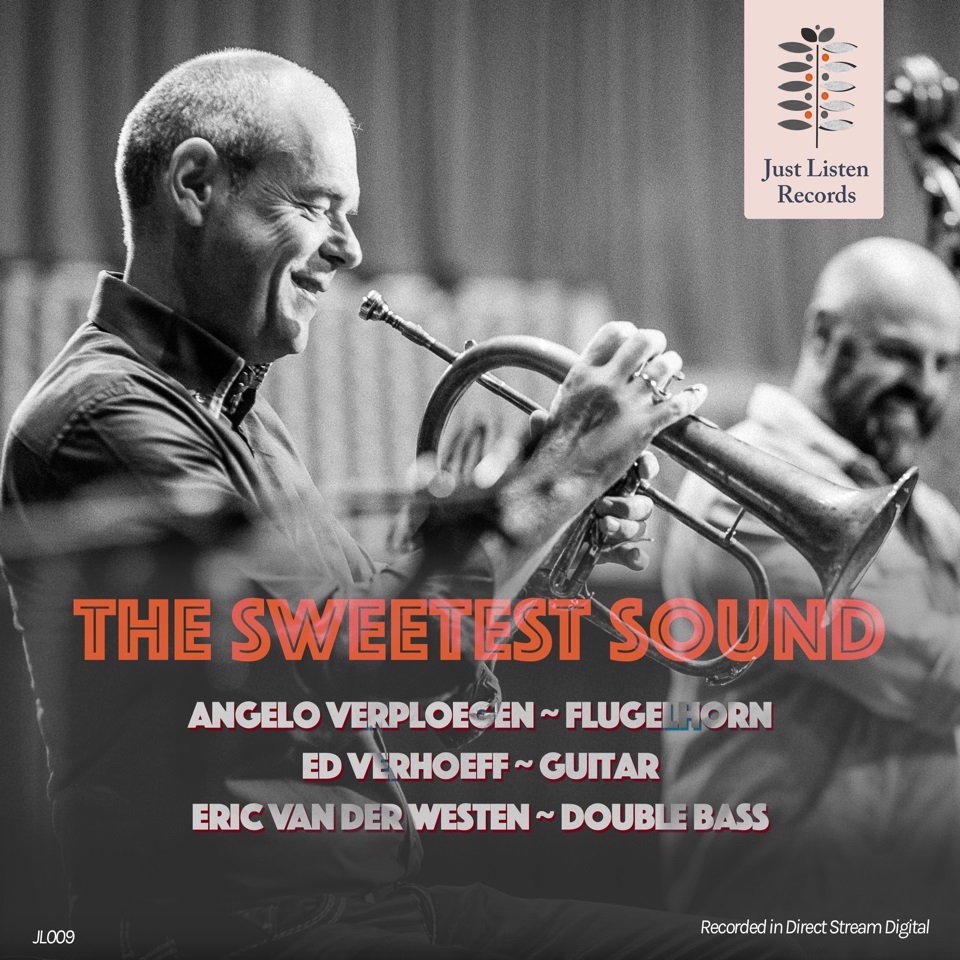 Just Listen
Records
THE SWEETEST SOUND
ANGELO VERPLOEGEN ~ FLUGELHORN
ED VERHOEFF ~ GUITAR
ERIC VAN DER WESTEN ~ DOUBLE BASS
JL009
Recorded in Direct Stream Digital